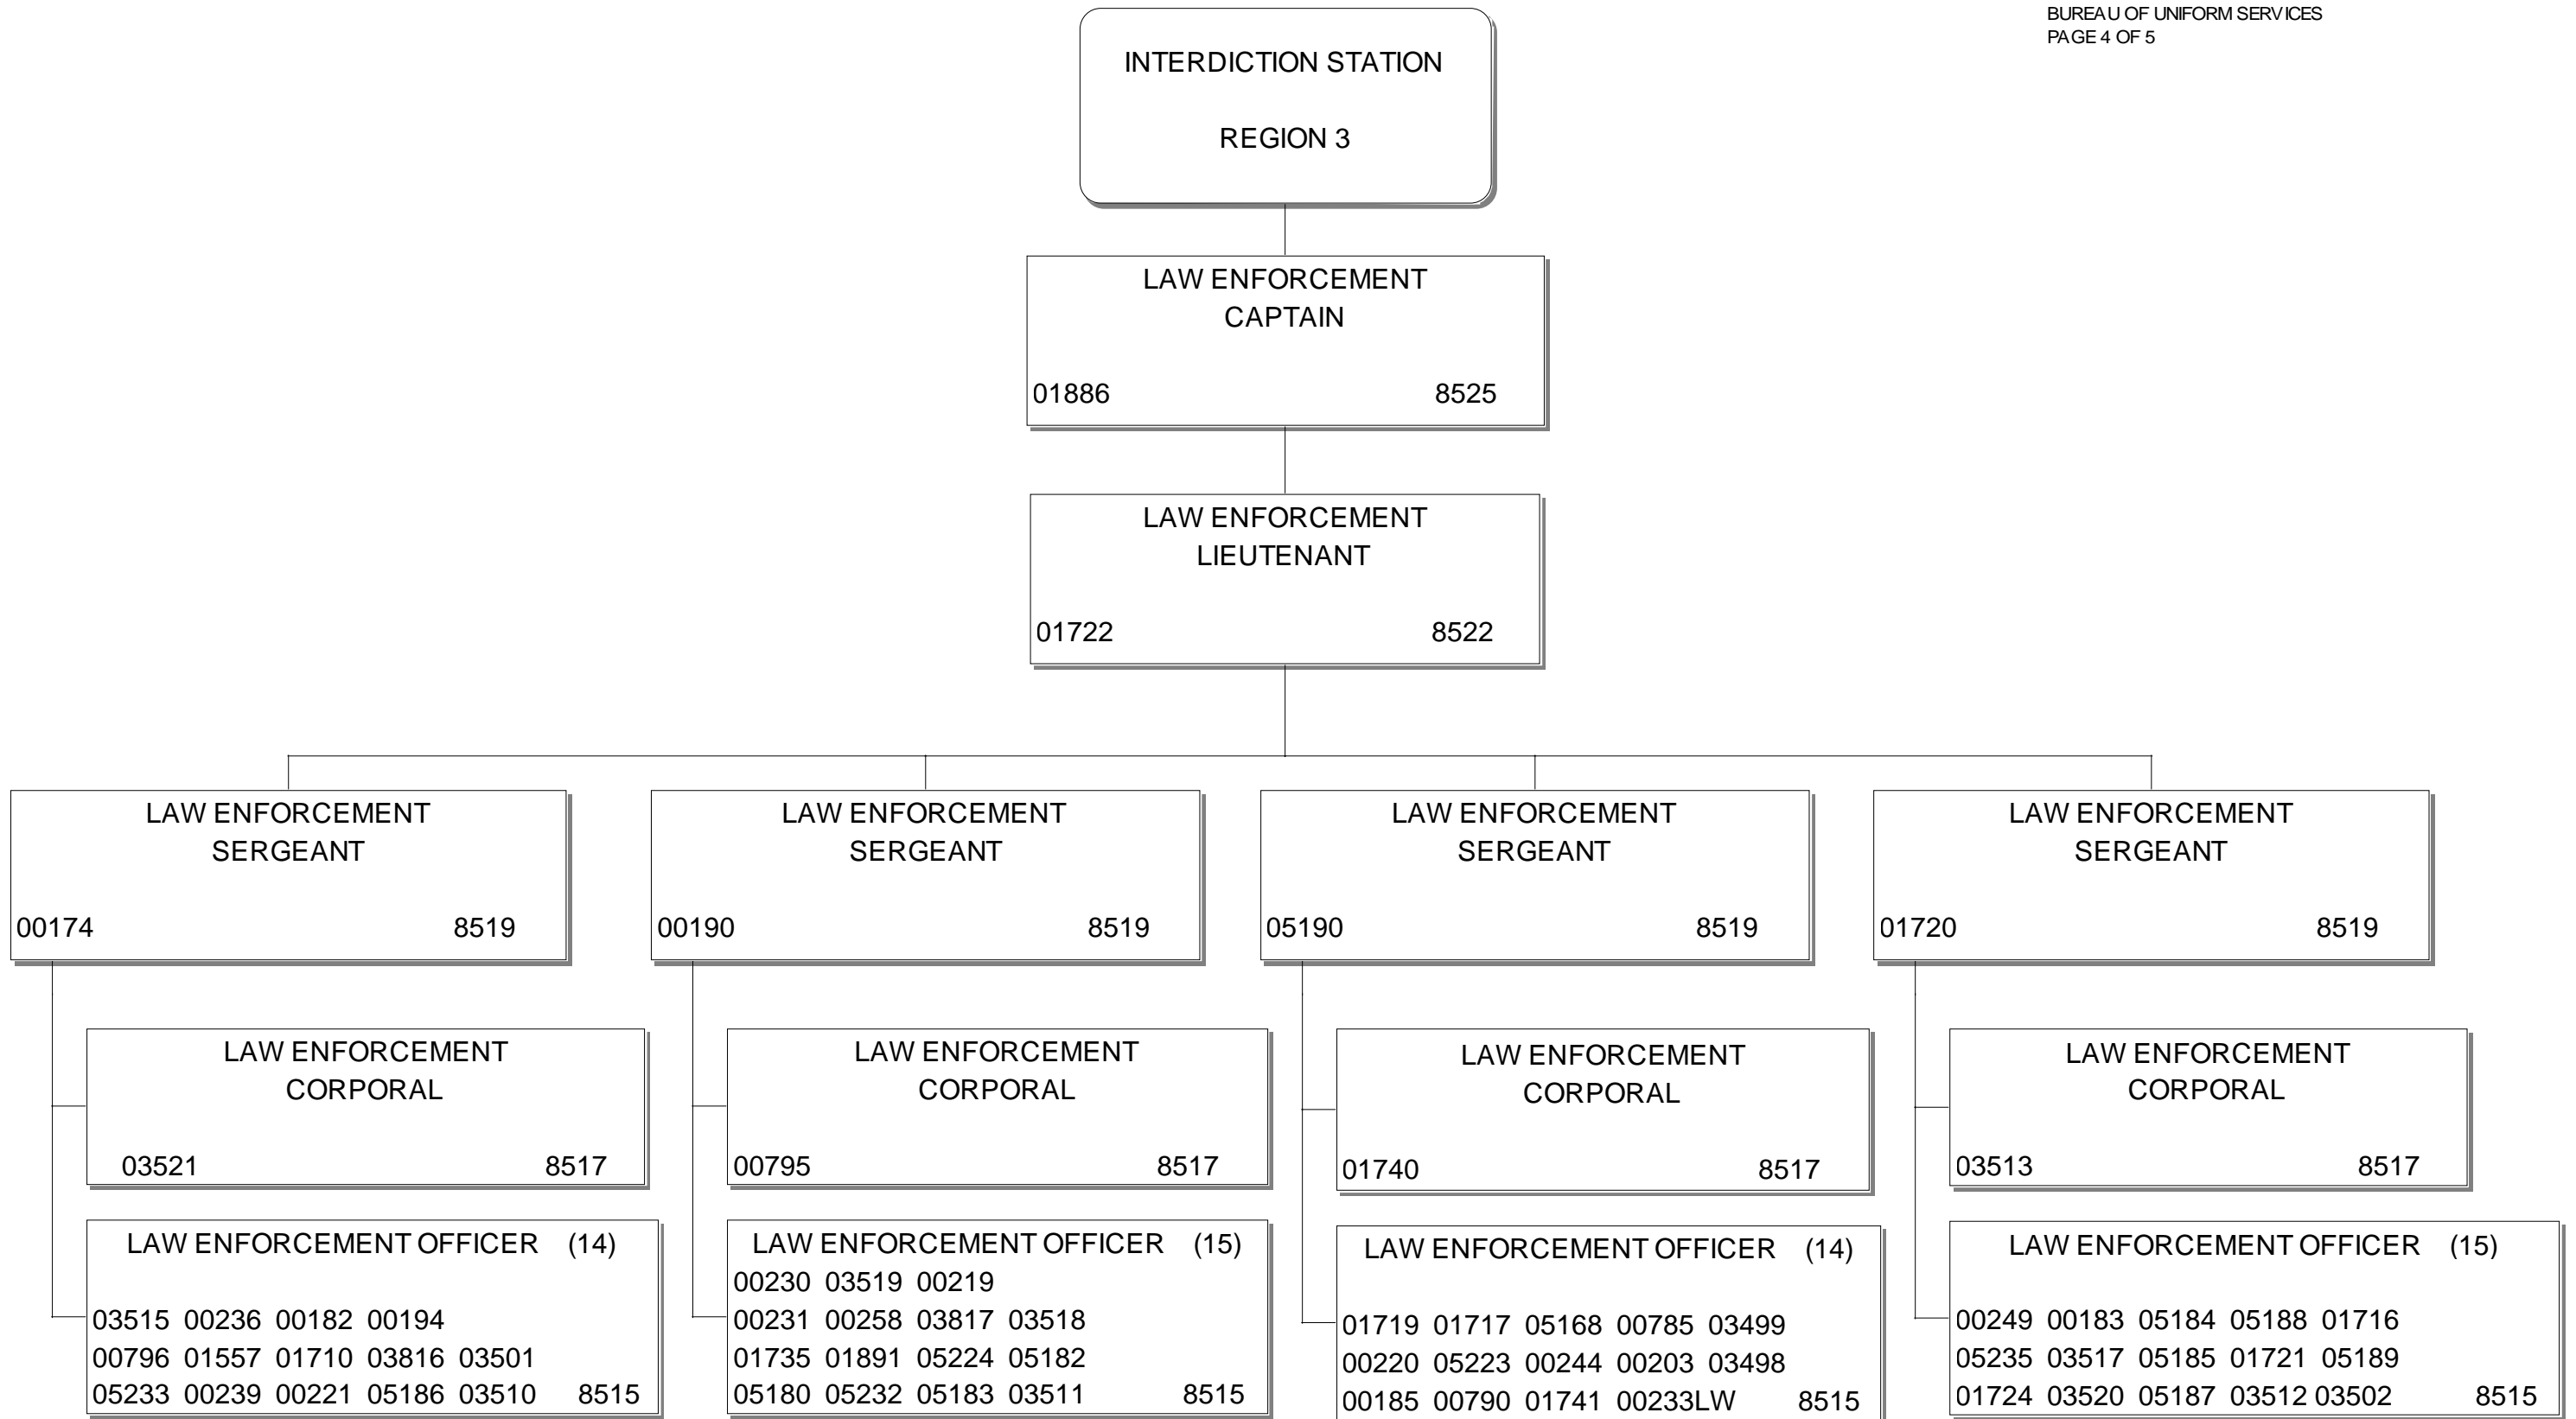 BUREAU OF UNIFORM SERVICES
PAGE 4 OF 5
INTERDICTION STATION
REGION 3
LAW ENFORCEMENT
CAPTAIN
01886 8525
LAW ENFORCEMENT
LIEUTENANT
01722 8522
LAW ENFORCEMENT
SERGEANT
00174 8519
LAW ENFORCEMENT
SERGEANT
00190 8519
LAW ENFORCEMENT
SERGEANT
05190 8519
LAW ENFORCEMENT
SERGEANT
01720 8519
LAW ENFORCEMENT
CORPORAL
03521 8517
LAW ENFORCEMENT
CORPORAL
00795 8517
LAW ENFORCEMENT
CORPORAL
01740 8517
LAW ENFORCEMENT
CORPORAL
03513 8517
LAW ENFORCEMENT OFFICER (14)
03515 00236 00182 00194
00796 01557 01710 03816 03501
05233 00239 00221 05186 03510 8515
LAW ENFORCEMENT OFFICER (15)
00230 03519 00219
00231 00258 03817 03518
01735 01891 05224 05182
05180 05232 05183 03511 8515
LAW ENFORCEMENT OFFICER (14)
01719 01717 05168 00785 03499
00220 05223 00244 00203 03498
00185 00790 01741 00233LW 8515
LAW ENFORCEMENT OFFICER (15)
00249 00183 05184 05188 01716
05235 03517 05185 01721 05189
01724 03520 05187 03512 03502 8515